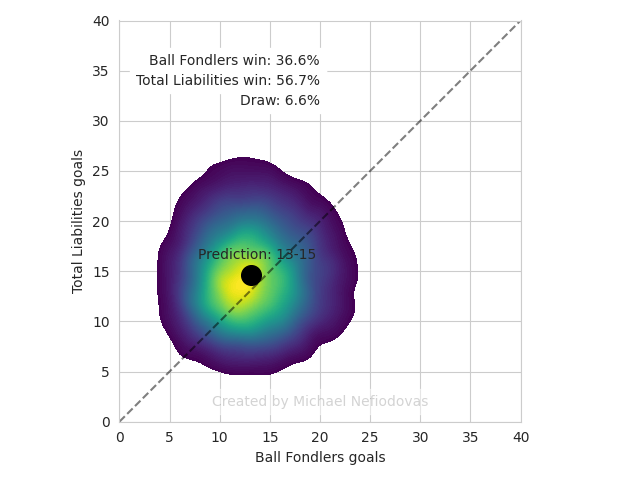 40
35
30
25
20
15
10
5
0
Total Liabilities goals
Ball Fondlers win: 36.6%
Total Liabilities win: 56.7%
Draw: 6.6%
Prediction: 13-15
Created by Michael Nefiodovas
0 5 10 15 20 25 30 35 40
Ball Fondlers goals